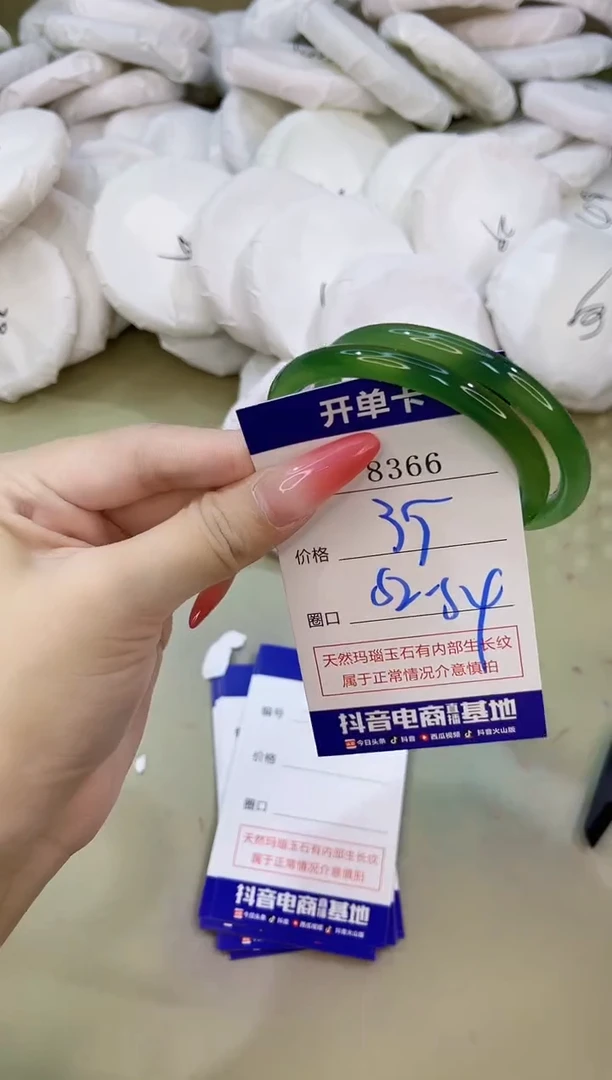 开单卡
8366
价格 35
圈口 52-54
天然玛瑙玉石有内部生长纹
属于正常情况介意慎拍
抖音电商直播基地
今日头条 抖音 西瓜视频 抖音火山版
编号
价格
圈口
天然玛瑙玉石有内部生长纹
属于正常情况介意慎拍
抖音电商直播基地
今日头条 抖音 西瓜视频 抖音火山版